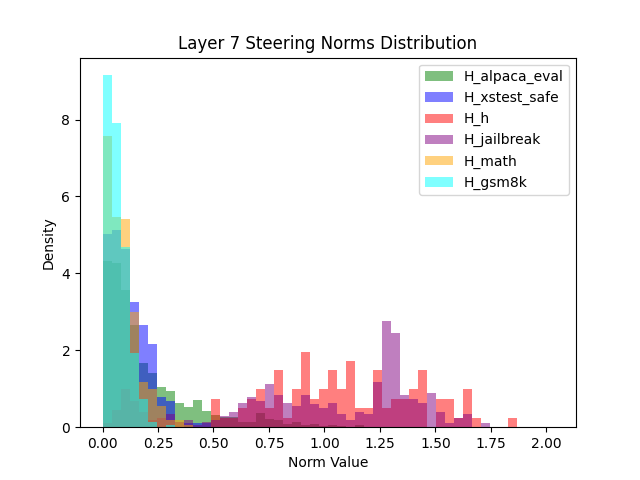 Layer 7 Steering Norms Distribution
H_alpaca_eval
H_xstest_safe
H_h
H_jailbreak
H_math
H_gsm8k
Density
8
6
4
2
0
0.00 0.25 0.50 0.75 1.00 1.25 1.50 1.75 2.00
Norm Value